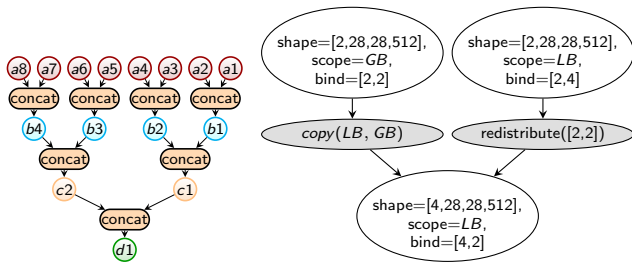 a8 a7 a6 a5 a4 a3 a2 a1
concat concat concat concat
b4 b3 b2 b1
concat concat
c2 c1
concat
d1
shape=[2,28,28,512],
scope=GB,
bind=[2,2]
shape=[2,28,28,512],
scope=LB,
bind=[2,4]
copy(LB, GB)
redistribute([2,2])
shape=[4,28,28,512],
scope=LB,
bind=[4,2]